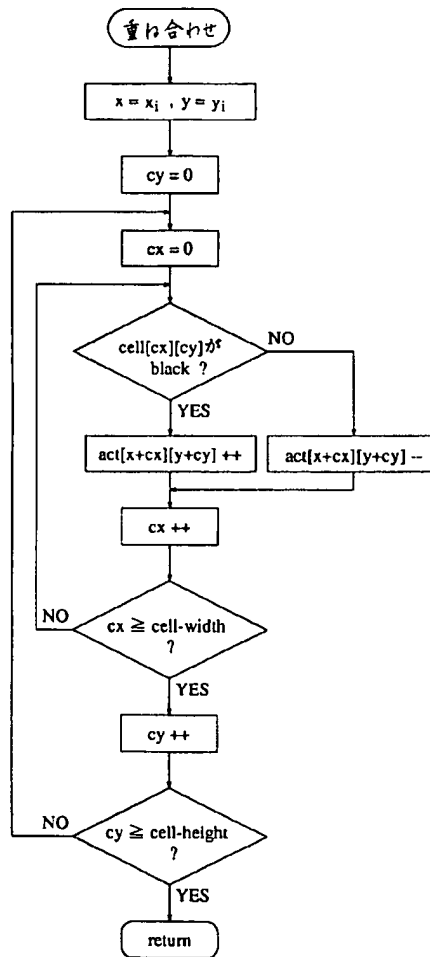 重ね合わせ
x = xi , y = yi
cy = 0
cx = 0
cell[cx][cy]が
black ?
NO
YES
act[x+cx][y+cy] ++
act[x+cx][y+cy] --
cx ++
NO
cx ≧ cell-width
?
YES
cy ++
NO
cy ≧ cell-height
?
YES
return